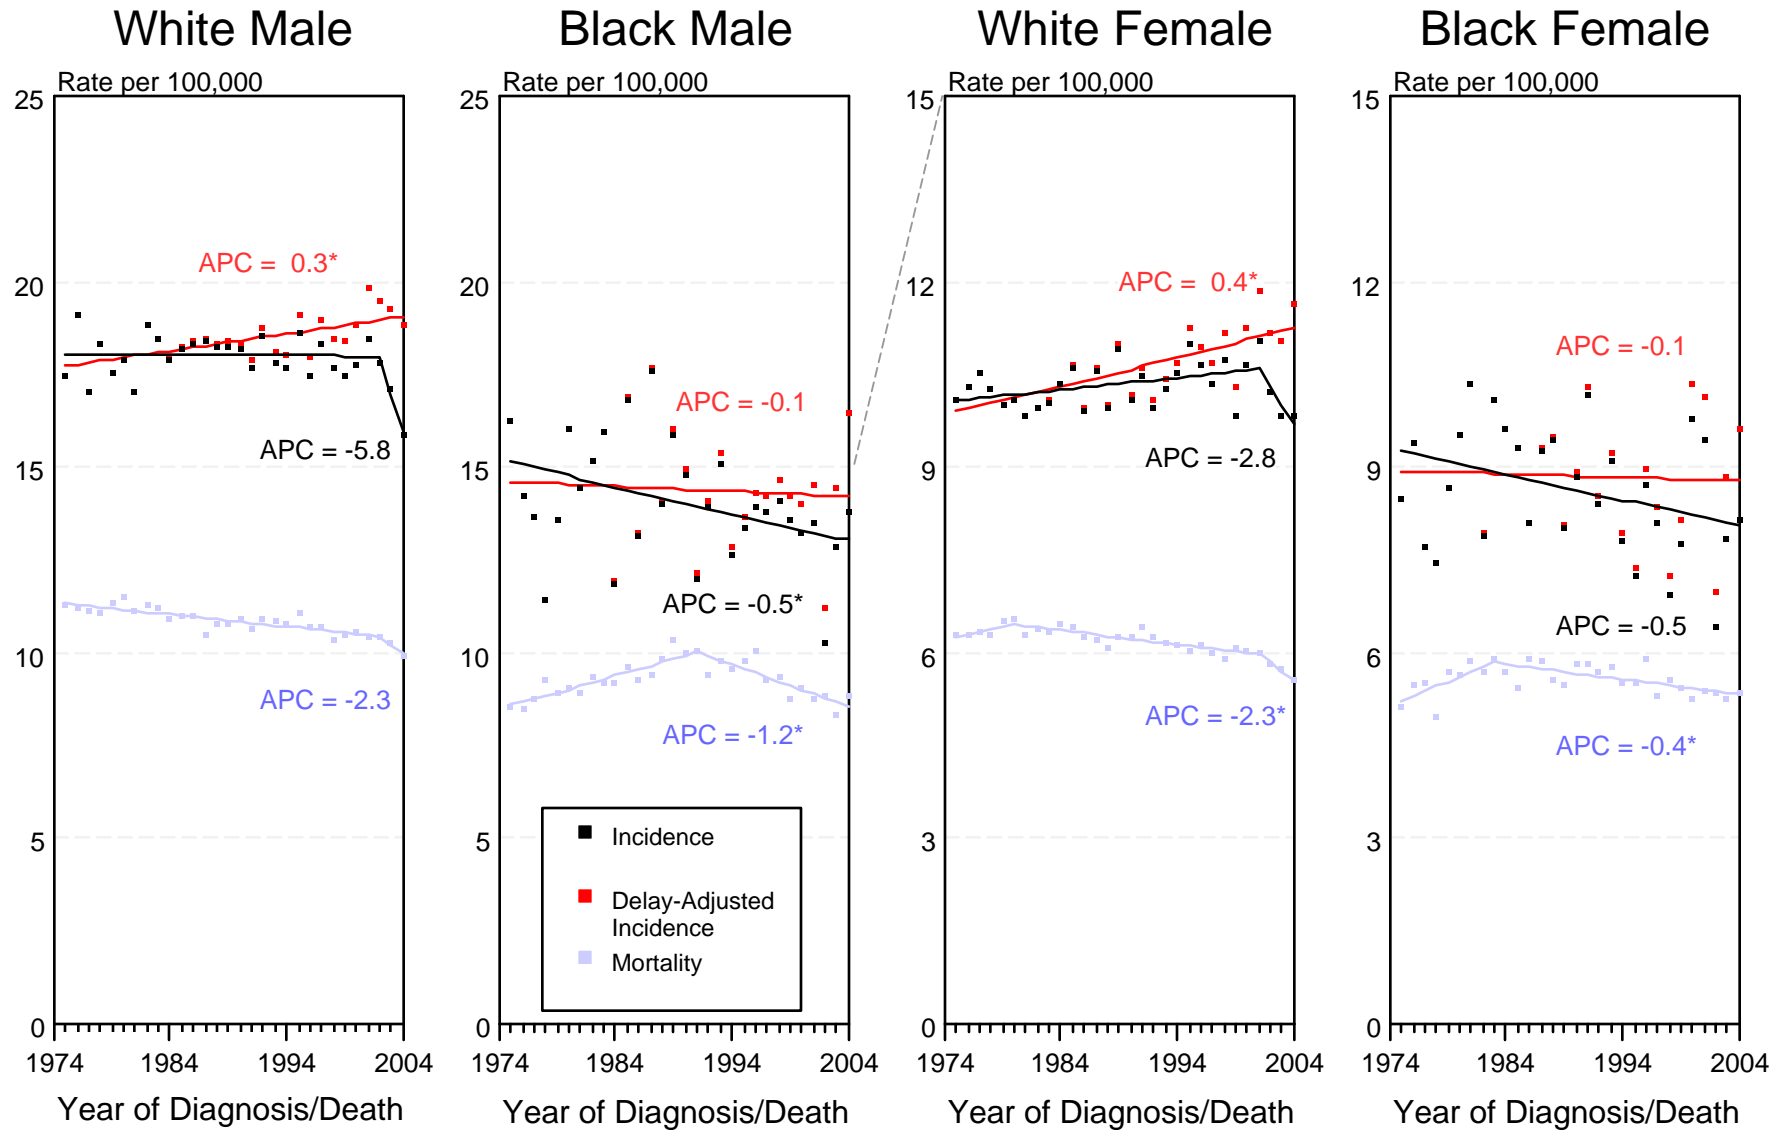 White Male
Black Male
White Female
Black Female
Rate per 100,000
Rate per 100,000
Rate per 100,000
Rate per 100,000
25
20
15
10
5
0
APC = 0.3*
APC = -5.8
APC = -2.3
1974
1984
1994
2004
Year of Diagnosis/Death
25
20
15
10
5
0
APC = -0.1
APC = -0.5*
APC = -1.2*
Incidence
Delay-Adjusted
Incidence
Mortality
1974
1984
1994
2004
Year of Diagnosis/Death
15
12
9
6
3
0
APC = 0.4*
APC = -2.8
APC = -2.3*
1974
1984
1994
2004
Year of Diagnosis/Death
15
12
9
6
3
0
APC = -0.1
APC = -0.5
APC = -0.4*
1974
1984
1994
2004
Year of Diagnosis/Death